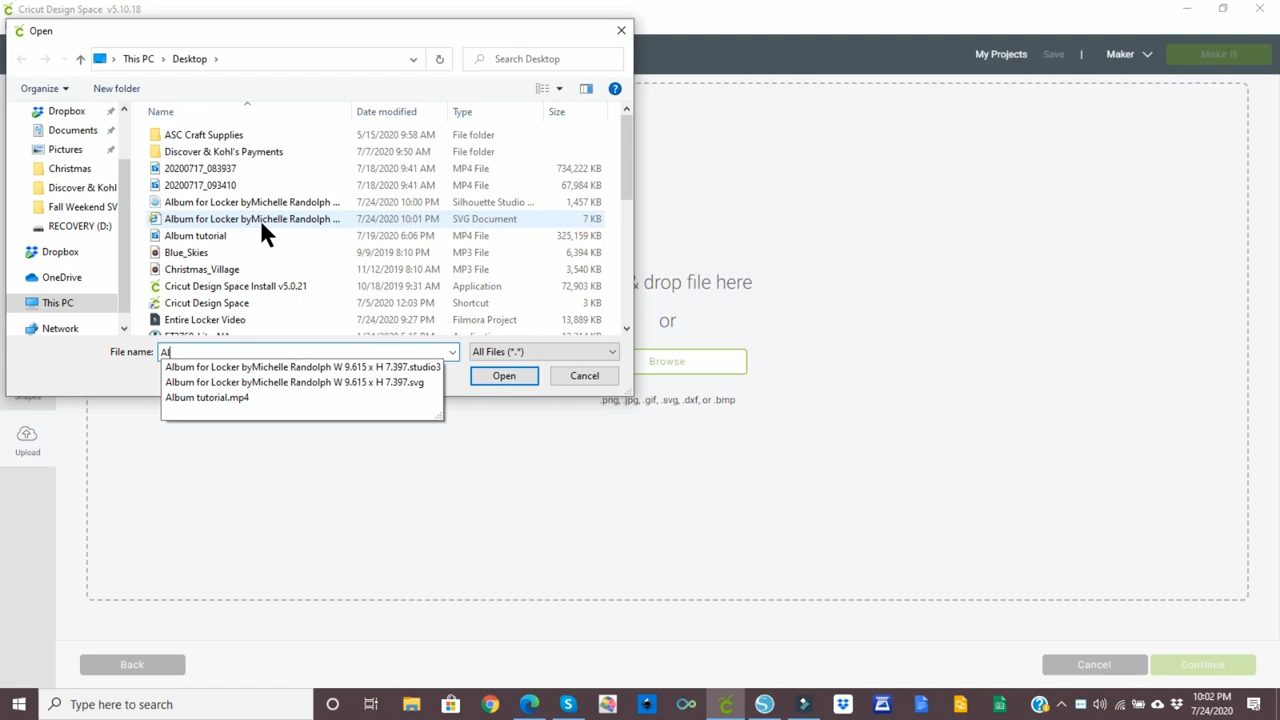 Cricut Design Space v5.10.18
Open
This PC
Desktop
Search Desktop
My Projects
Save
|
Maker
Make It
Organize
New folder
Name
Date modified
Type
Size
Dropbox
Documents
Pictures
Christmas
Discover & Kohl
Fall Weekend SV
RECOVERY (D:)
Dropbox
OneDrive
This PC
Network
ASC Craft Supplies 5/15/2020 9:58 AM File folder
Discover & Kohl's Payments 7/7/2020 9:50 AM File folder
20200717_083937 7/18/2020 9:41 AM MP4 File 734,222 KB
20200717_093410 7/18/2020 9:41 AM MP4 File 67,984 KB
Album for Locker byMichelle Randolph ... 7/24/2020 10:00 PM Silhouette Studio ... 1,457 KB
Album for Locker byMichelle Randolph ... 7/24/2020 10:01 PM SVG Document 7 KB
Album tutorial 7/19/2020 6:06 PM MP4 File 325,159 KB
Blue_Skies 9/9/2019 8:10 PM MP3 File 6,394 KB
Christmas_Village 11/12/2019 8:10 AM MP3 File 3,540 KB
Cricut Design Space Install v5.0.21 10/18/2019 9:31 AM Application 72,903 KB
Cricut Design Space 7/5/2020 12:03 PM Shortcut 3 KB
Entire Locker Video 7/24/2020 9:27 PM Filmora Project 13,889 KB
File name:
Al
All Files (*.*)
Album for Locker byMichelle Randolph W 9.615 x H 7.397.studio3
Album for Locker byMichelle Randolph W 9.615 x H 7.397.svg
Album tutorial.mp4
Open
Cancel
& drop file here
or
Browse
.png, .jpg, .gif, .svg, .dxf, or .bmp
Shapes
Upload
Back
Cancel
Continue
Type here to search
10:02 PM
7/24/2020